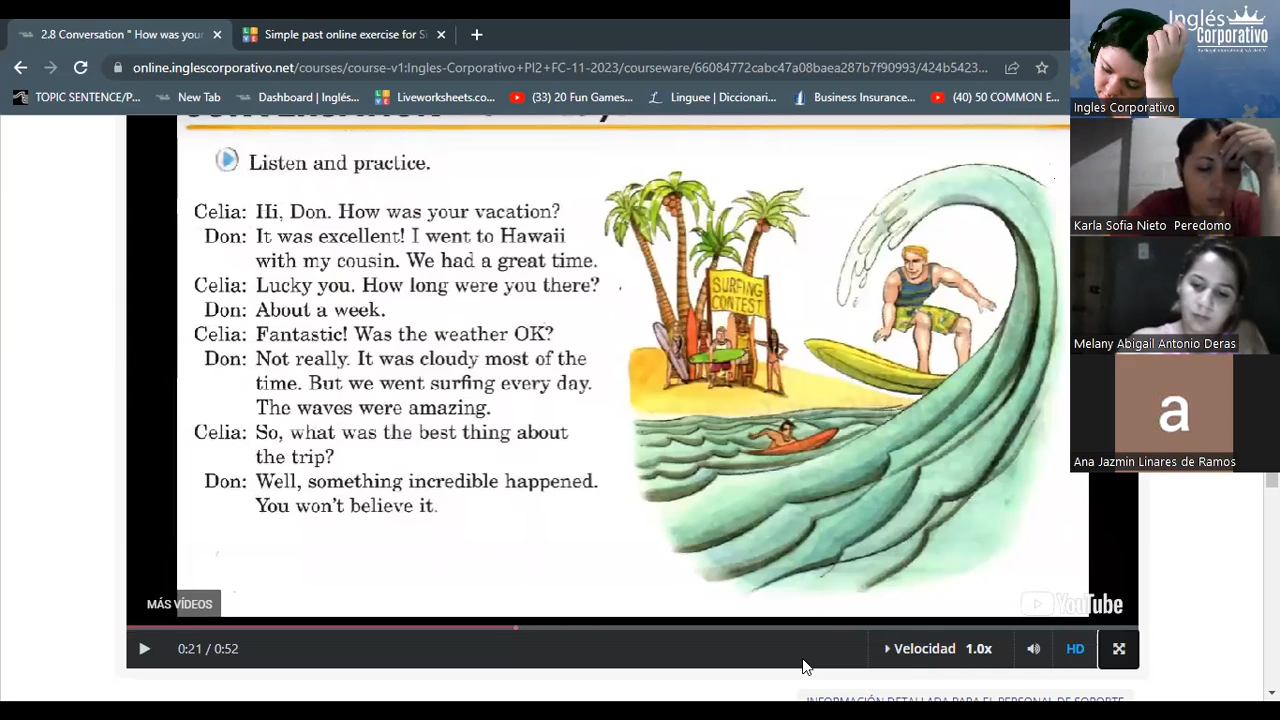 2.8 Conversation " How was your
Simple past online exercise for
online.inglescorporativo.net/courses/course-v1:Ingles-Corporativo+PI2+FC-11-2023/courseware/66084772cabc47a08baea287b7f90993/424b5423...
TOPIC SENTENCE/P...
New Tab
Dashboard | Inglés...
Liveworksheets.co...
(33) 20 Fun Games...
Linguee | Diccionari...
Business Insurance...
(40) 50 COMMON E...
Listen and practice.
Celia: Hi, Don. How was your vacation?
Don: It was excellent! I went to Hawaii
with my cousin. We had a great time.
Celia: Lucky you. How long were you there?
Don: About a week.
Celia: Fantastic! Was the weather OK?
Don: Not really. It was cloudy most of the
time. But we went surfing every day.
The waves were amazing.
Celia: So, what was the best thing about
the trip?
Don: Well, something incredible happened.
You won't believe it.
SURFING
CONTEST
MÁS VÍDEOS
YouTube
0:21 / 0:52
Velocidad 1.0x
HD
INFORMACIÓN DETALLADA PARA EL PERSONAL DE SOPORTE
Inglés
Corporativo
Ingles Corporativo
Karla Sofia Nieto Peredomo
Melany Abigail Antonio Deras
a
Ana Jazmin Linares de Ramos